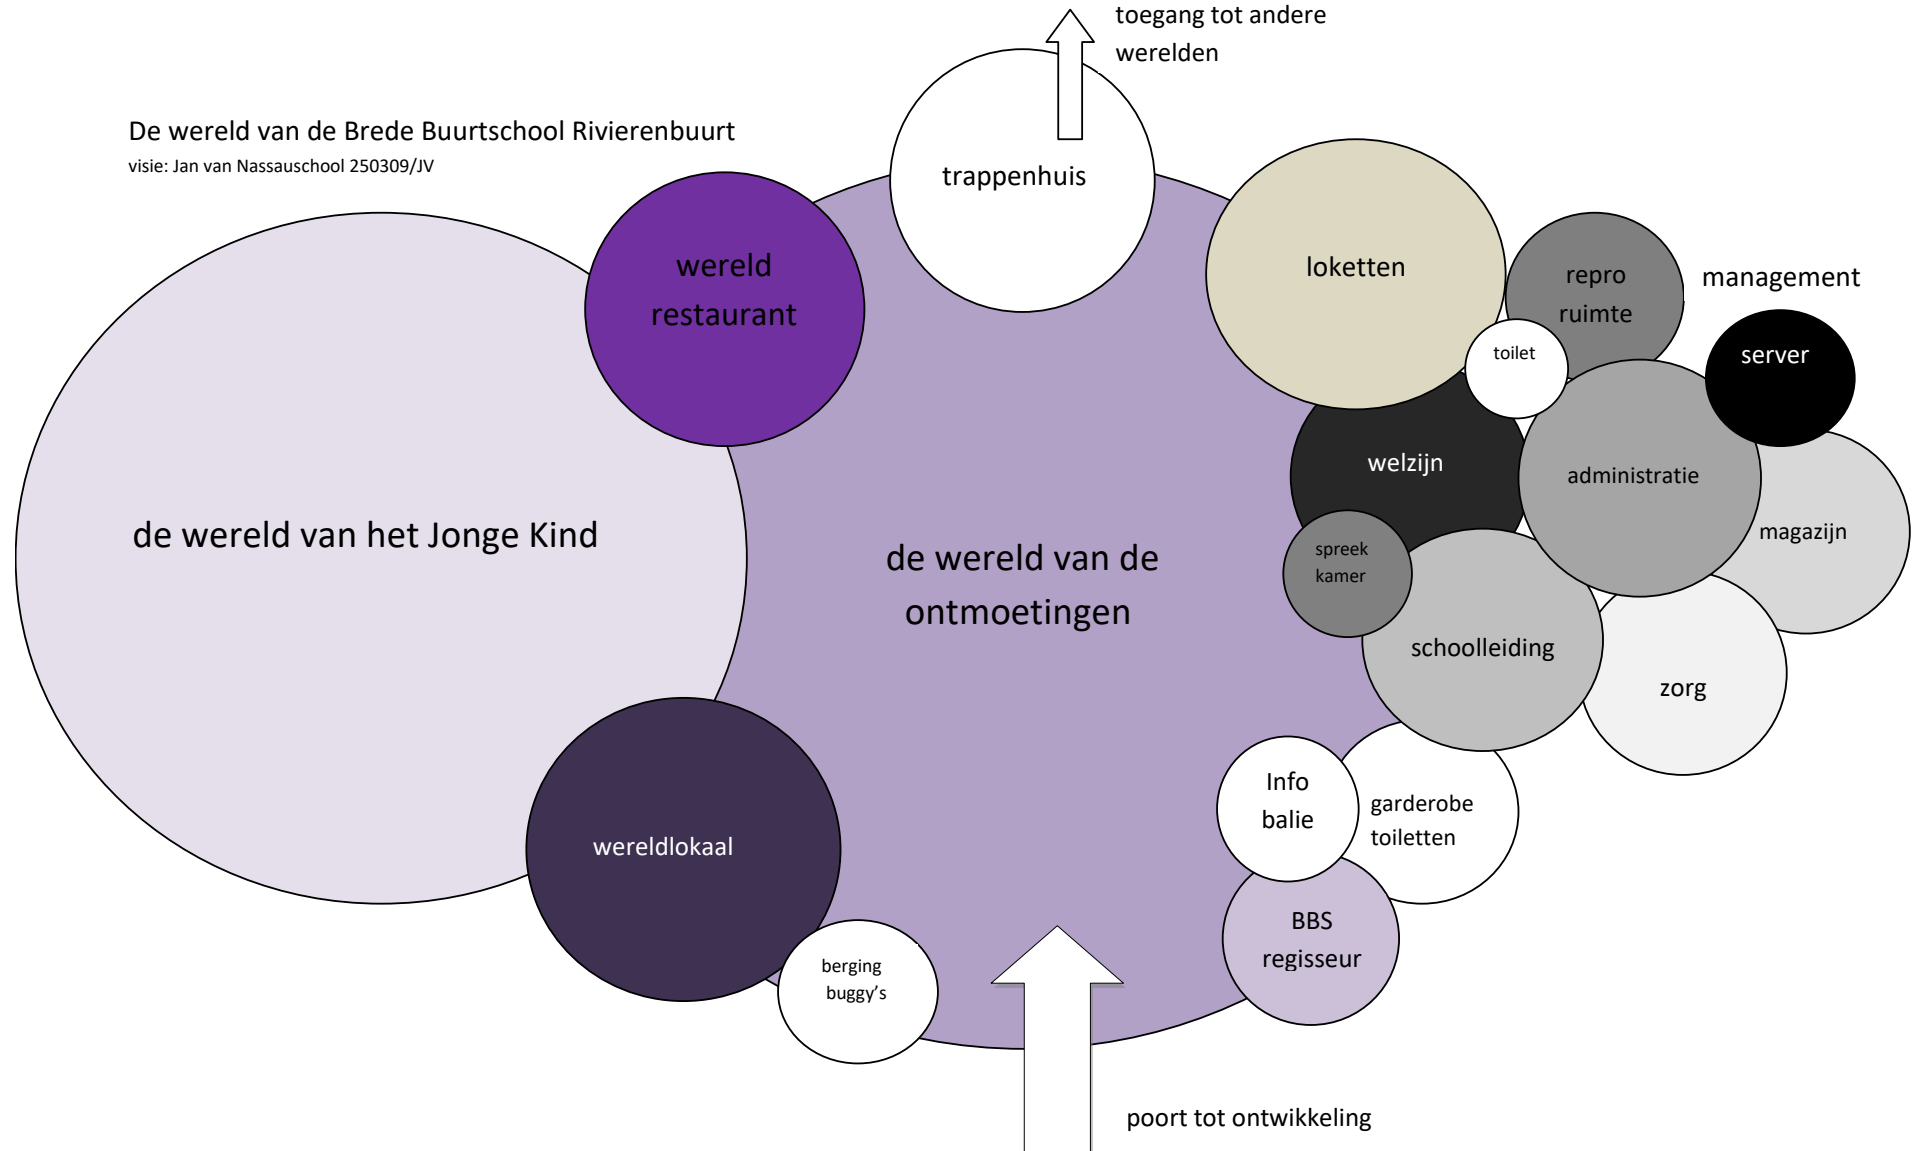 toegang tot andere
werelden
De wereld van de Brede Buurtschool Rivierenbuurt
visie: Jan van Nassauschool 250309/JV
trappenhuis
wereld
restaurant
loketten
repro
ruimte
management
toilet
server
welzijn
administratie
magazijn
de wereld van het Jonge Kind
de wereld van de
ontmoetingen
spreek
kamer
schoolleiding
zorg
Info
balie
garderobe
toiletten
wereldlokaal
BBS
regisseur
berging
buggy’s
poort tot ontwikkeling